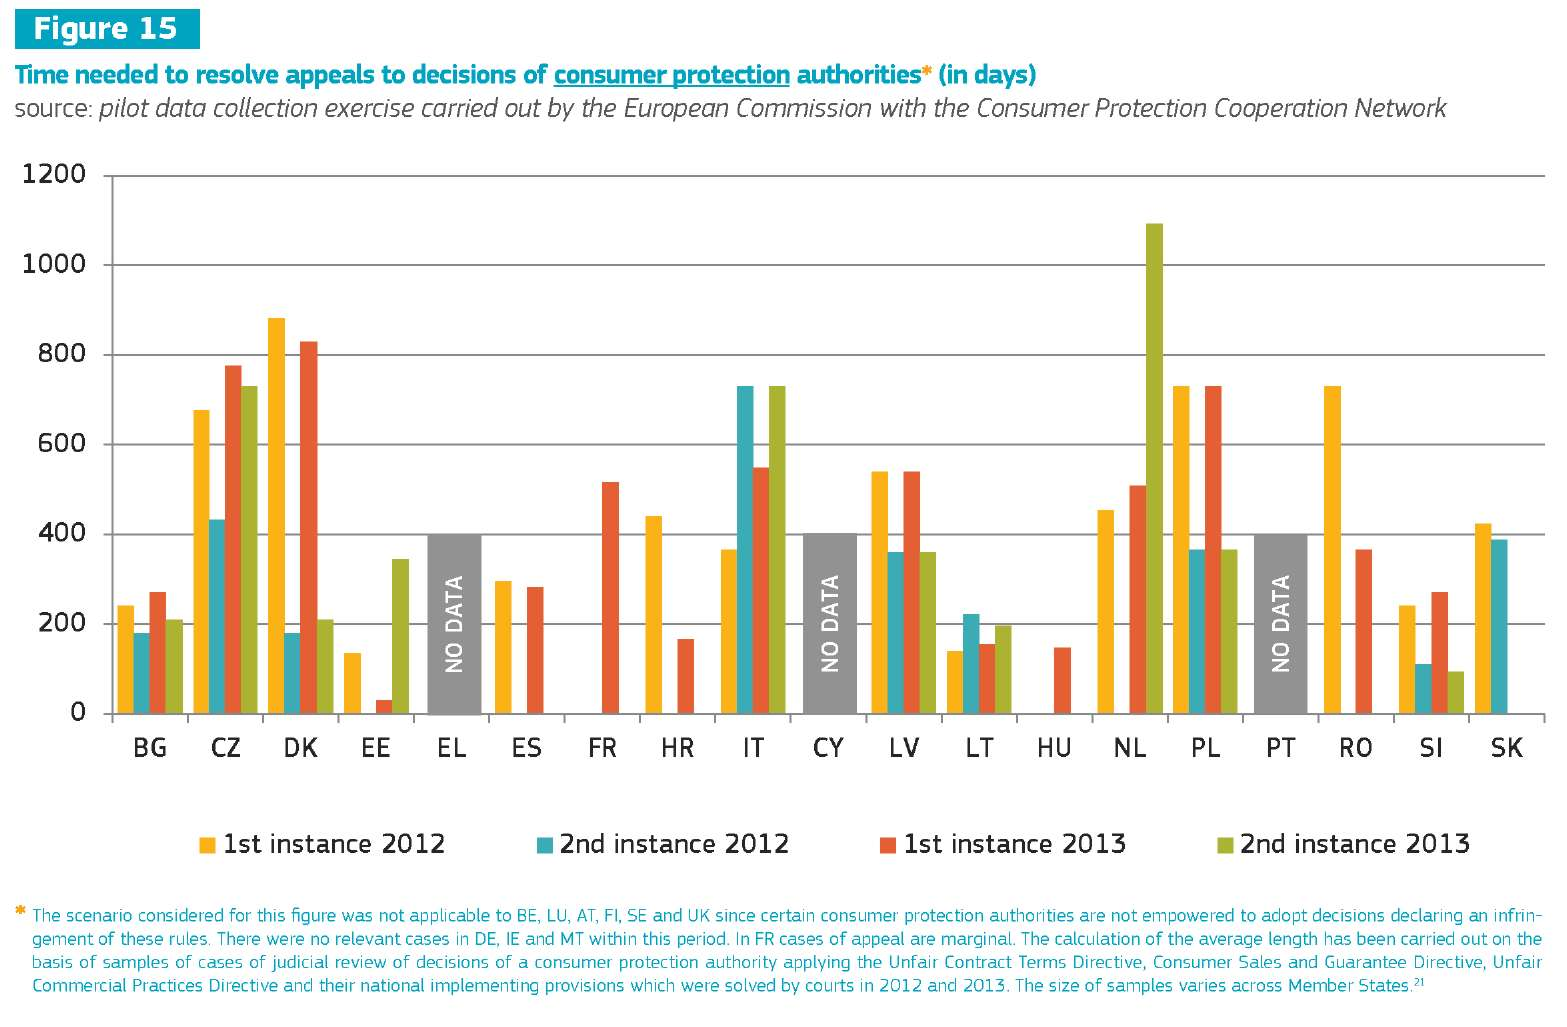 Figure 15
Time needed to resolve appeals to decisions of consumer protection authorities* (in days)
source: pilot data collection exercise carried out by the European Commission with the Consumer Protection Cooperation Network
1200
1000
800
600
400
200
0
NO DATA
NO DATA
NO DATA
BG CZ DK EE EL ES FR HR IT CY LV LT HU NL PL PT RO SI SK
1st instance 2012 2nd instance 2012 1st instance 2013 2nd instance 2013
* The scenario considered for this figure was not applicable to BE, LU, AT, FI, SE and UK since certain consumer protection authorities are not empowered to adopt decisions declaring an infrin-
gement of these rules. There were no relevant cases in DE, IE and MT within this period. In FR cases of appeal are marginal. The calculation of the average length has been carried out on the
basis of samples of cases of judicial review of decisions of a consumer protection authority applying the Unfair Contract Terms Directive, Consumer Sales and Guarantee Directive, Unfair
Commercial Practices Directive and their national implementing provisions which were solved by courts in 2012 and 2013. The size of samples varies across Member States.21